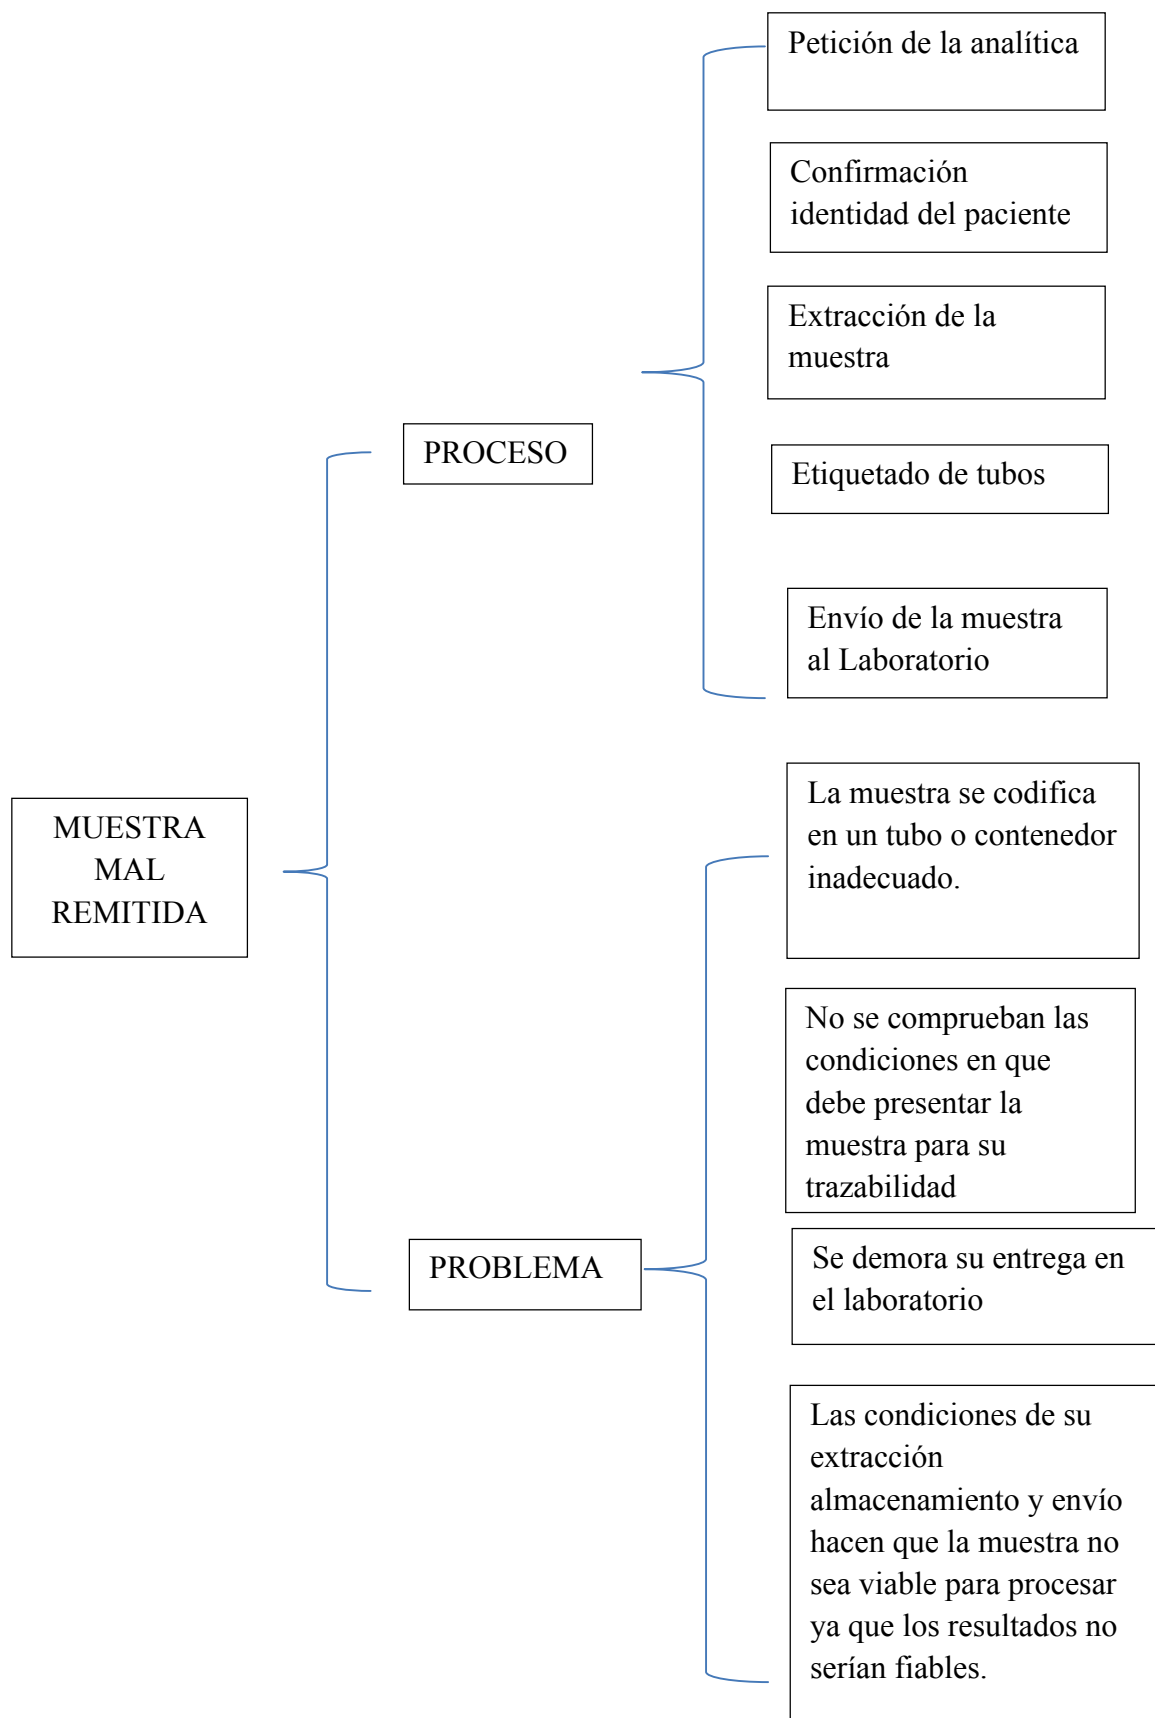 Petición de la analítica
Confirmación
identidad del paciente
Extracción de la
muestra
PROCESO
Etiquetado de tubos
Envío de la muestra
al Laboratorio
MUESTRA
MAL
REMITIDA
La muestra se codifica
en un tubo o contenedor
inadecuado.
No se comprueban las
condiciones en que
debe presentar la
muestra para su
trazabilidad
PROBLEMA
Se demora su entrega en
el laboratorio
Las condiciones de su
extracción
almacenamiento y envío
hacen que la muestra no
sea viable para procesar
ya que los resultados no
serían fiables.